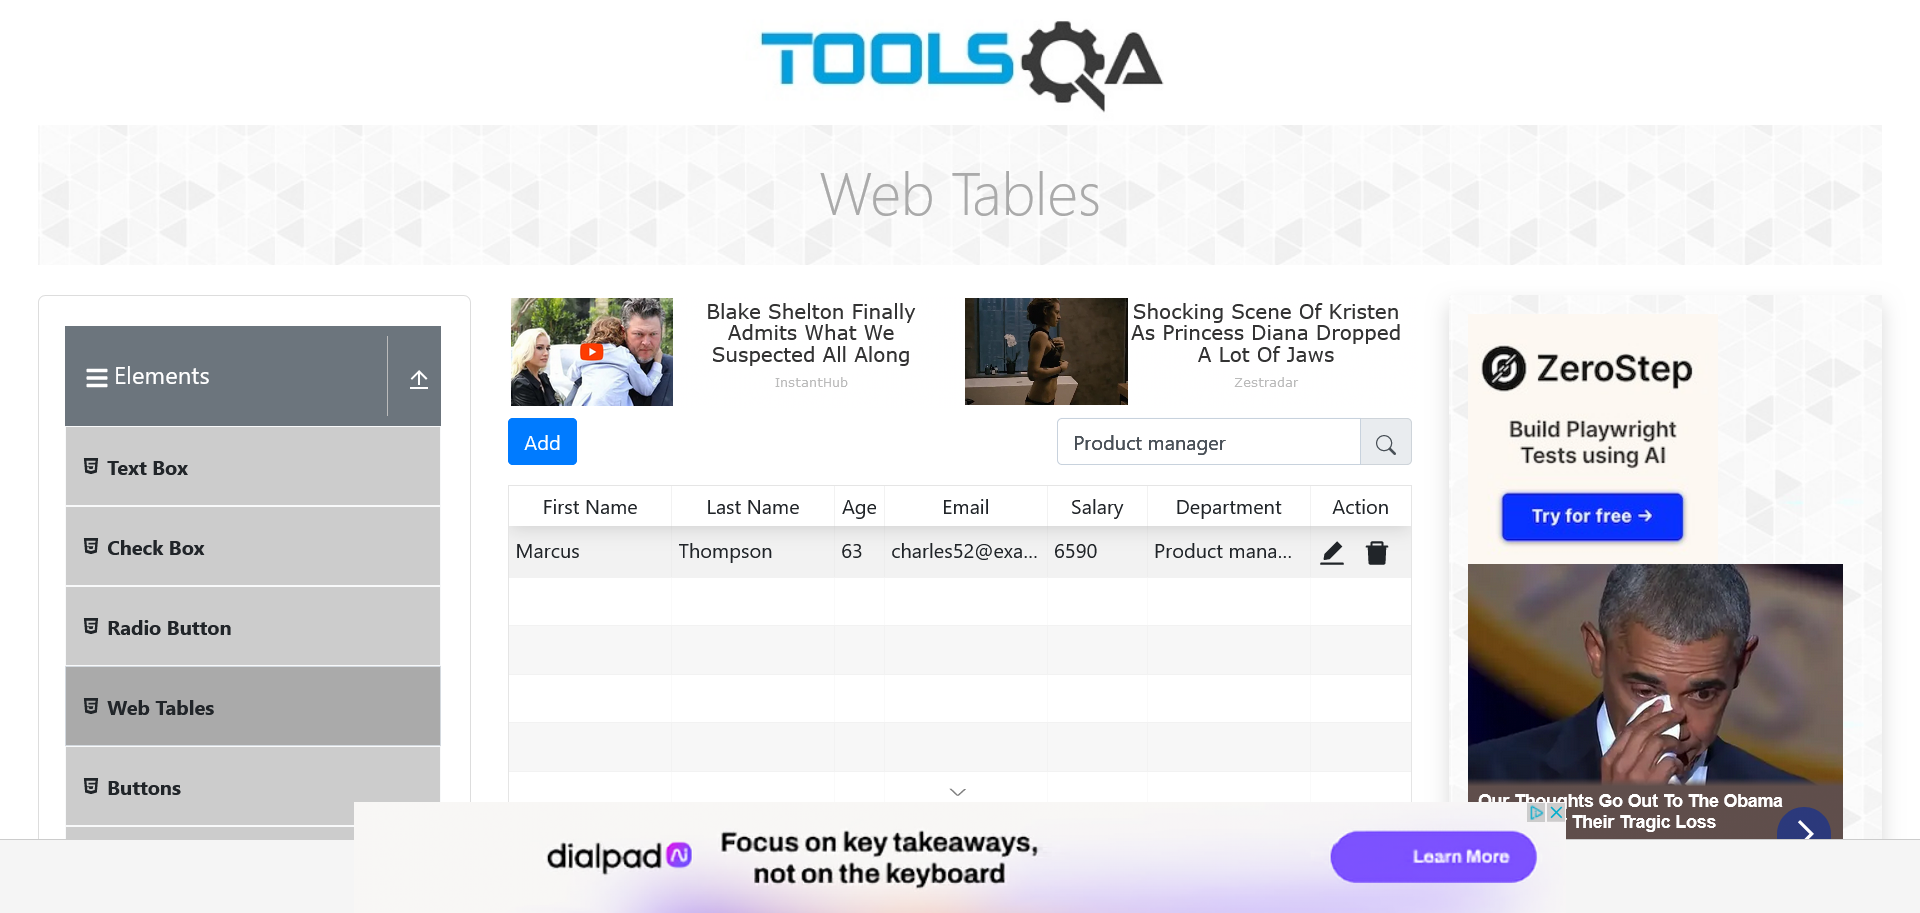 TOOLSQA
Web Tables
Elements
Text Box
Check Box
Radio Button
Web Tables
Buttons
Blake Shelton Finally
Admits What We
Suspected All Along
InstantHub
Shocking Scene Of Kristen
As Princess Diana Dropped
A Lot Of Jaws
Zestradar
Add
Product manager
First Name Last Name Age Email Salary Department Action
Marcus Thompson 63 charles52@exa... 6590 Product mana...
ZeroStep
Build Playwright
Tests using AI
Try for free →
Our Thoughts Go Out To The Obama
Their Tragic Loss
dialpad Ai
Focus on key takeaways,
not on the keyboard
Learn More